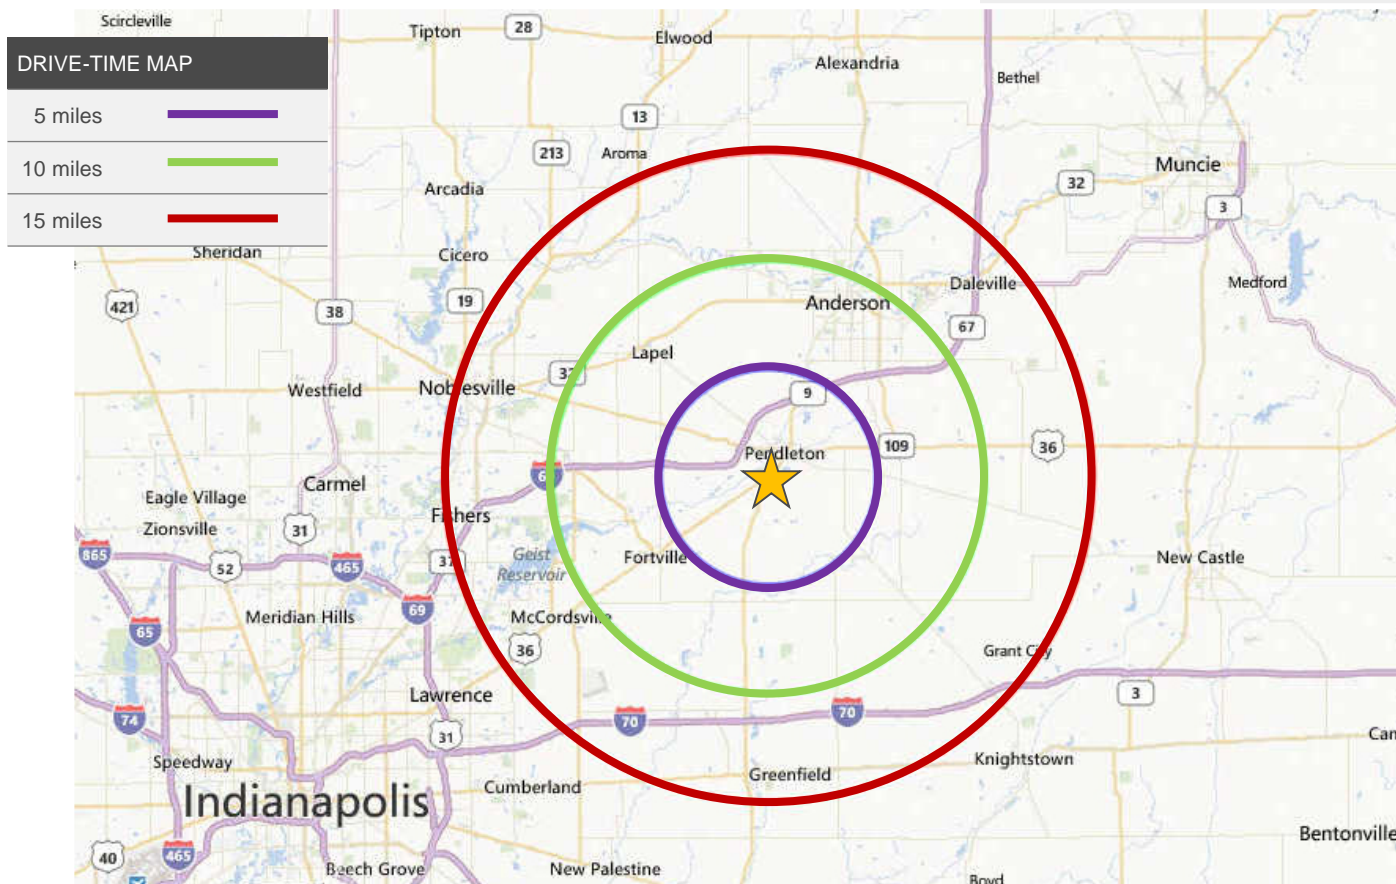 Scircleville
Tipton
28
Elwood
DRIVE-TIME MAP
Alexandria
Bethel
5 miles
13
10 miles
213
Aroma
Muncie
32
Arcadia
3
15 miles
Sheridan
Cicero
Daleville
Medford
421
38
19
Anderson
67
Lapel
Westfield
Noblesville
9
Pendleton
109
36
Carmel
Eagle Village
Zionsville
31
Fishers
865
52
465
37
Geist
Reservoir
Fortville
New Castle
69
Meridian Hills
McCordsville
65
36
Grant City
Lawrence
3
74
31
70
70
Speedway
Knightstown
Greenfield
Cumberland
Indianapolis
Bentonville
40
465
Beech Grove
New Palestine
Boyd